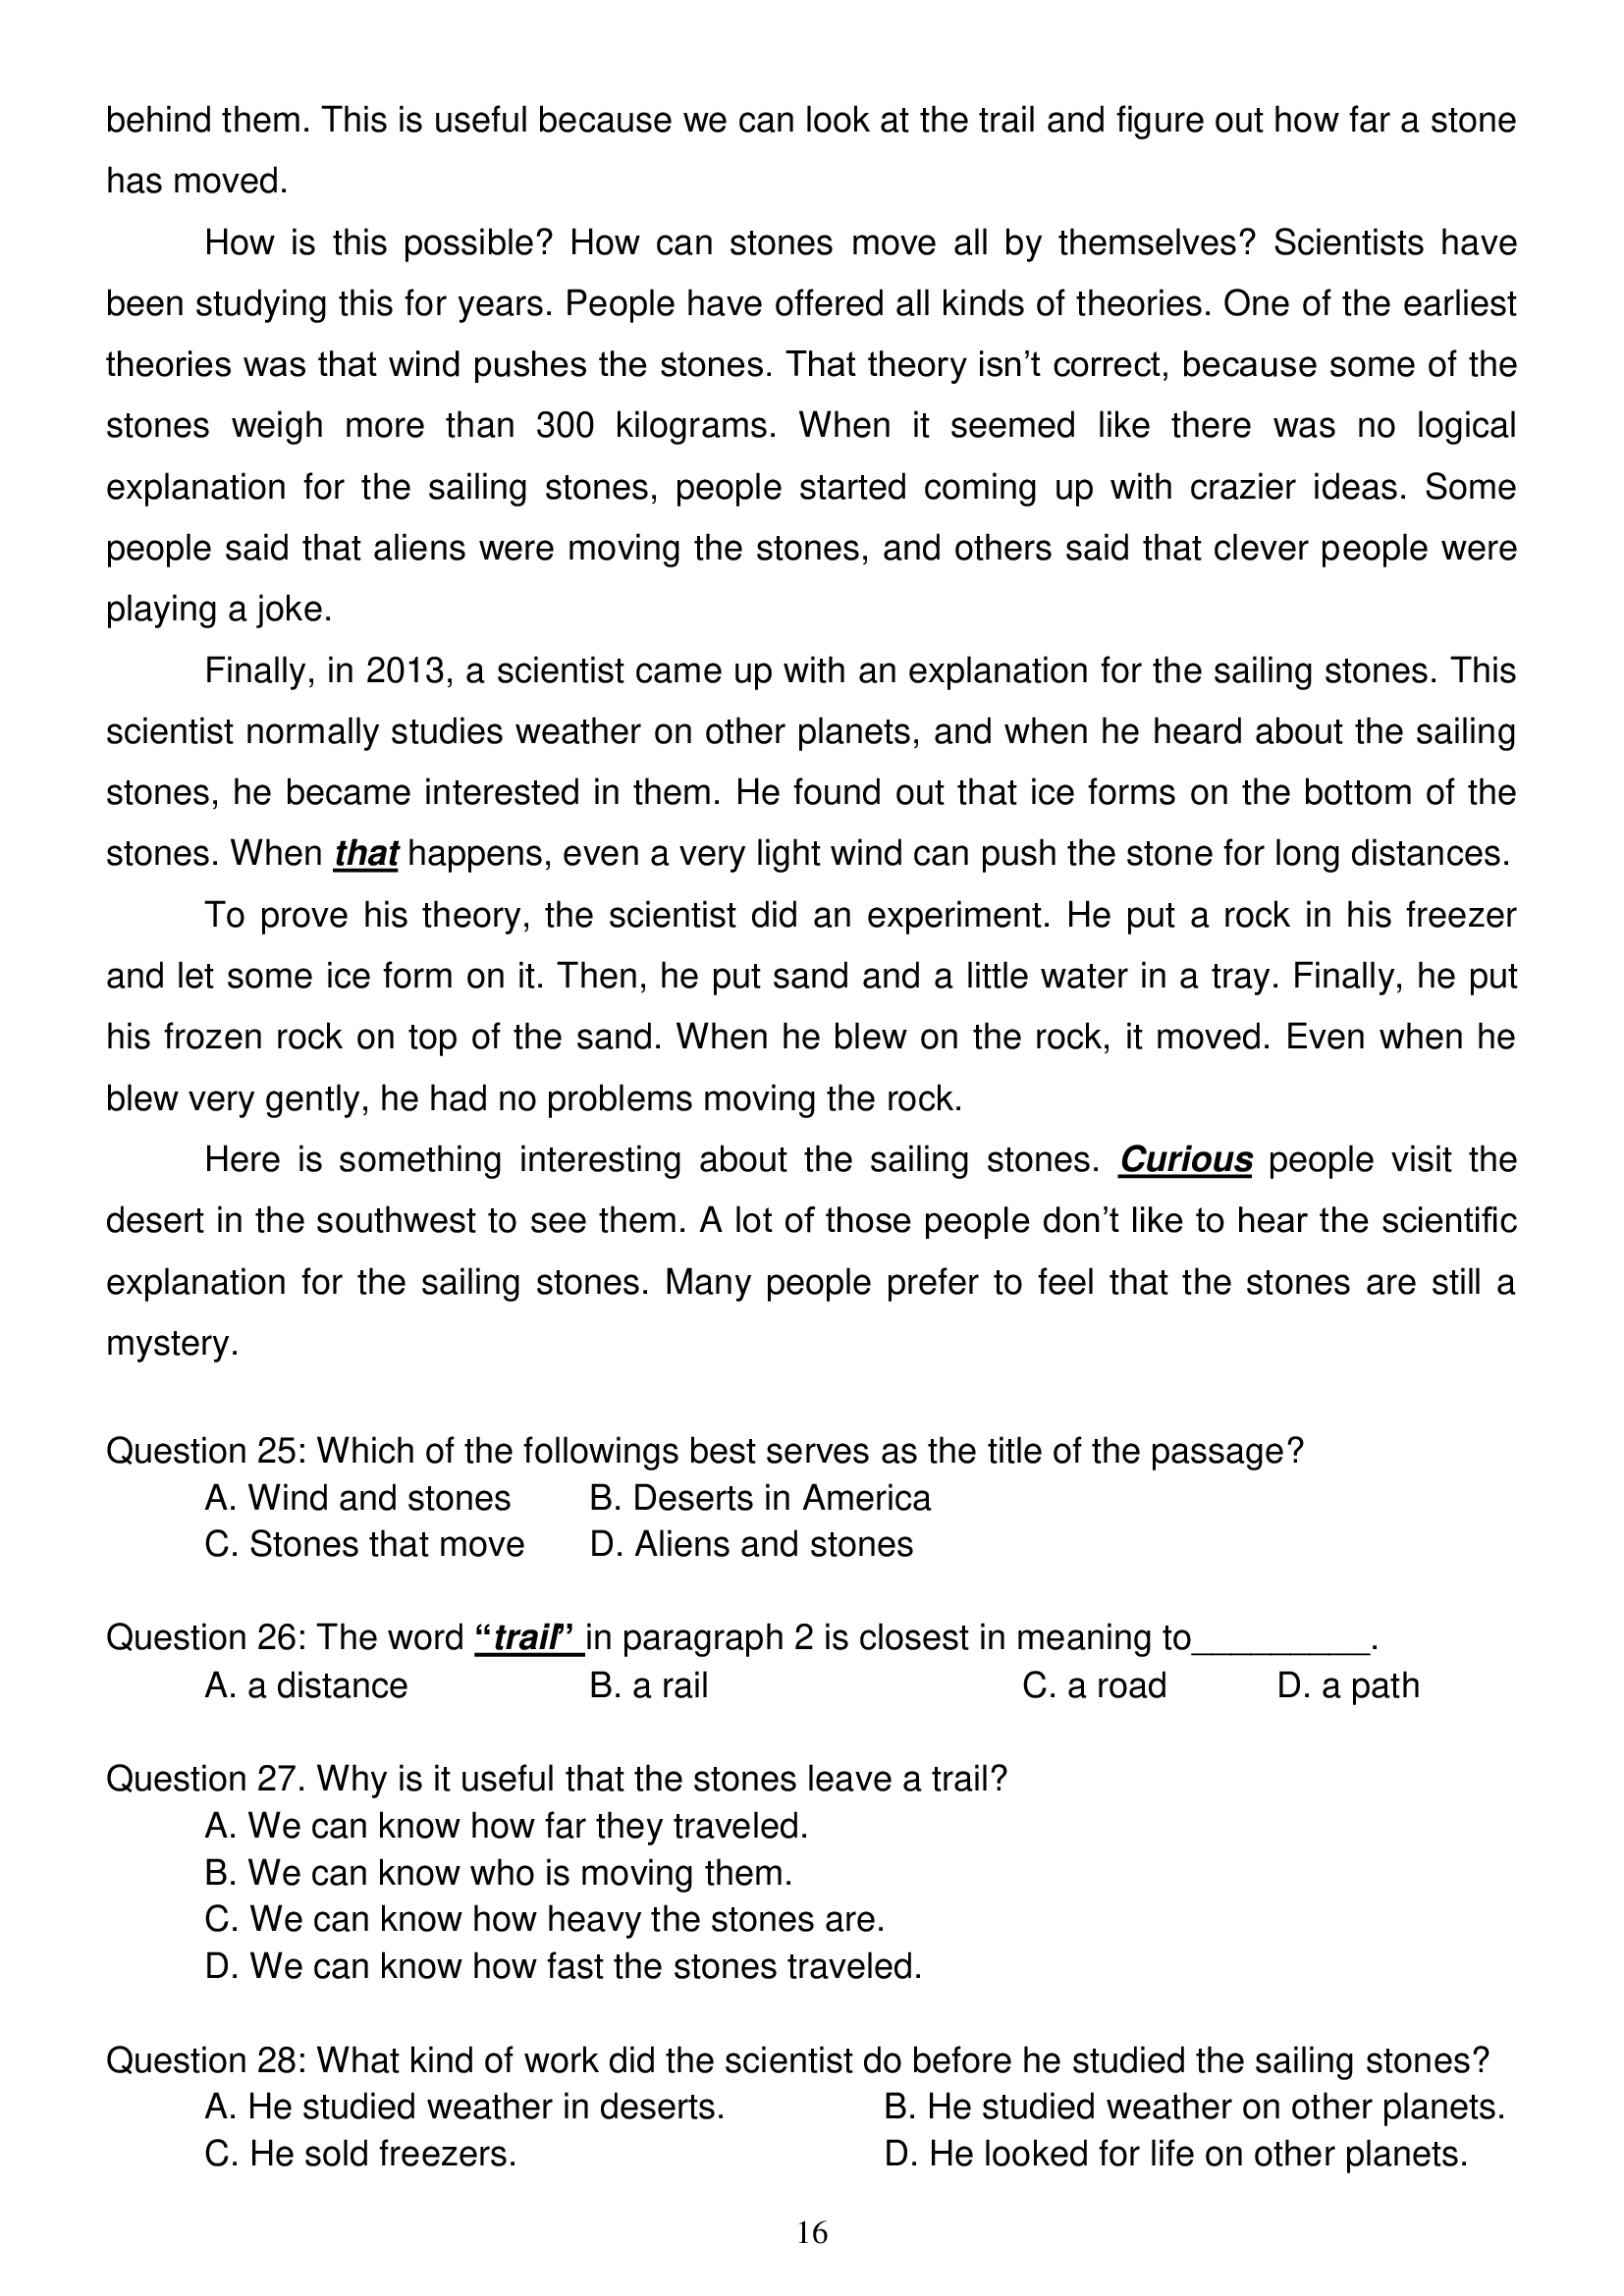 behind them. This is useful because we can look at the trail and figure out how far a stone
has moved.
How is this possible? How can stones move all by themselves? Scientists have
been studying this for years. People have offered all kinds of theories. One of the earliest
theories was that wind pushes the stones. That theory isn’t correct, because some of the
stones weigh more than 300 kilograms. When it seemed like there was no logical
explanation for the sailing stones, people started coming up with crazier ideas. Some
people said that aliens were moving the stones, and others said that clever people were
playing a joke.
Finally, in 2013, a scientist came up with an explanation for the sailing stones. This
scientist normally studies weather on other planets, and when he heard about the sailing
stones, he became interested in them. He found out that ice forms on the bottom of the
stones. When that happens, even a very light wind can push the stone for long distances.
To prove his theory, the scientist did an experiment. He put a rock in his freezer
and let some ice form on it. Then, he put sand and a little water in a tray. Finally, he put
his frozen rock on top of the sand. When he blew on the rock, it moved. Even when he
blew very gently, he had no problems moving the rock.
Here is something interesting about the sailing stones. Curious people visit the
desert in the southwest to see them. A lot of those people don’t like to hear the scientific
explanation for the sailing stones. Many people prefer to feel that the stones are still a
mystery.
Question 25: Which of the followings best serves as the title of the passage?
A. Wind and stones B. Deserts in America
C. Stones that move D. Aliens and stones
Question 26: The word “trail” in paragraph 2 is closest in meaning to_________.
A. a distance B. a rail C. a road D. a path
Question 27. Why is it useful that the stones leave a trail?
A. We can know how far they traveled.
B. We can know who is moving them.
C. We can know how heavy the stones are.
D. We can know how fast the stones traveled.
Question 28: What kind of work did the scientist do before he studied the sailing stones?
A. He studied weather in deserts. B. He studied weather on other planets.
C. He sold freezers. D. He looked for life on other planets.
16